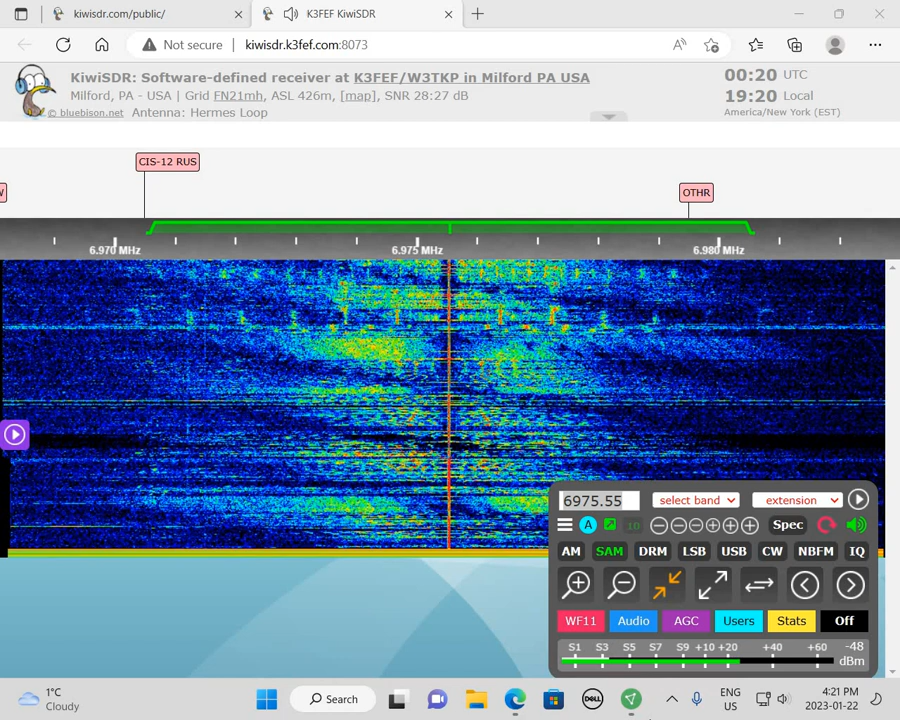 kiwisdr.com/public/
K3FEF KiwiSDR
Not secure
kiwisdr.k3fef.com:8073
KiwiSDR: Software-defined receiver at K3FEF/W3TKP in Milford PA USA
Milford, PA - USA | Grid FN21mh, ASL 426m, [map], SNR 28:27 dB
© bluebison.net Antenna: Hermes Loop
00:20 UTC
19:20 Local
America/New York (EST)
CIS-12 RUS
OTHR
6.970 MHz 6.975 MHz 6.980 MHz
6975.55 select band extension
A 10 Spec
AM SAM DRM LSB USB CW NBFM IQ
WF11 Audio AGC Users Stats Off
S1 S3 S5 S7 S9 +10 +20 +40 +60 -48
dBm
1°C
Cloudy
Search
DELL
ENG
US
4:21 PM
2023-01-22